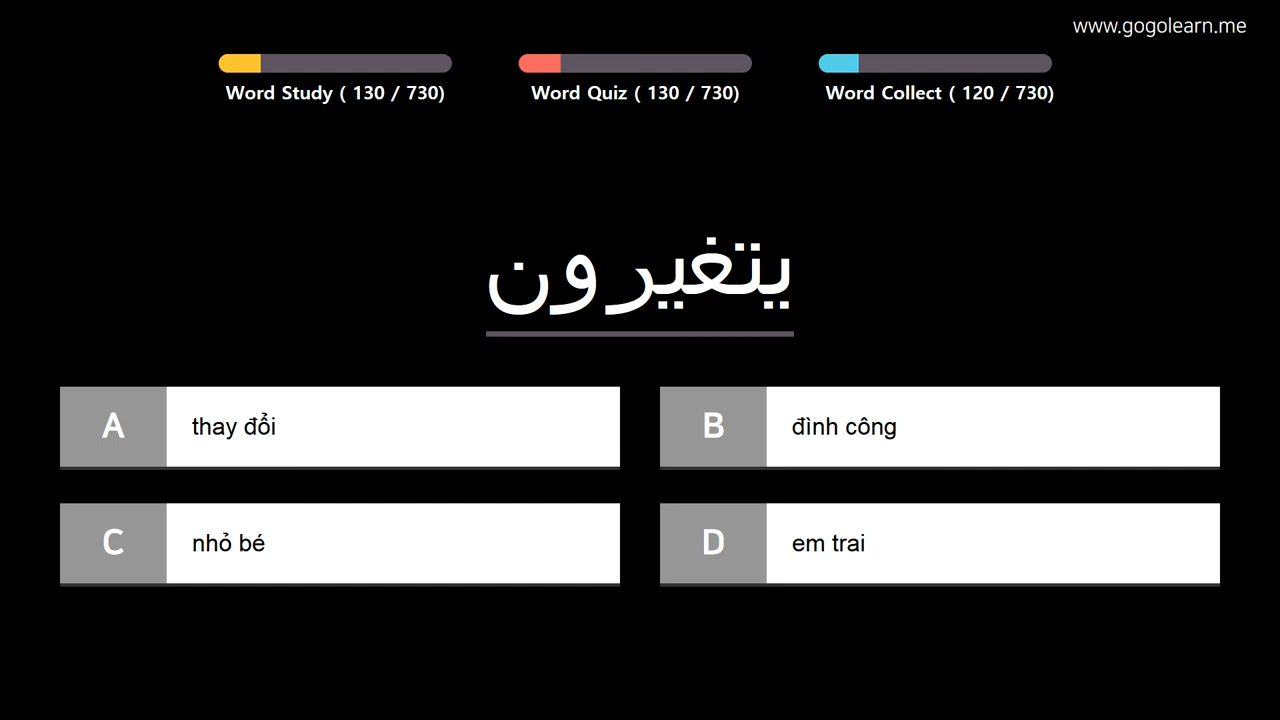 www.gogolearn.me
Word Study ( 130 / 730)
Word Quiz ( 130 / 730)
Word Collect ( 120 / 730)
يتغيرون
A thay đổi
B đình công
C nhỏ bé
D em trai